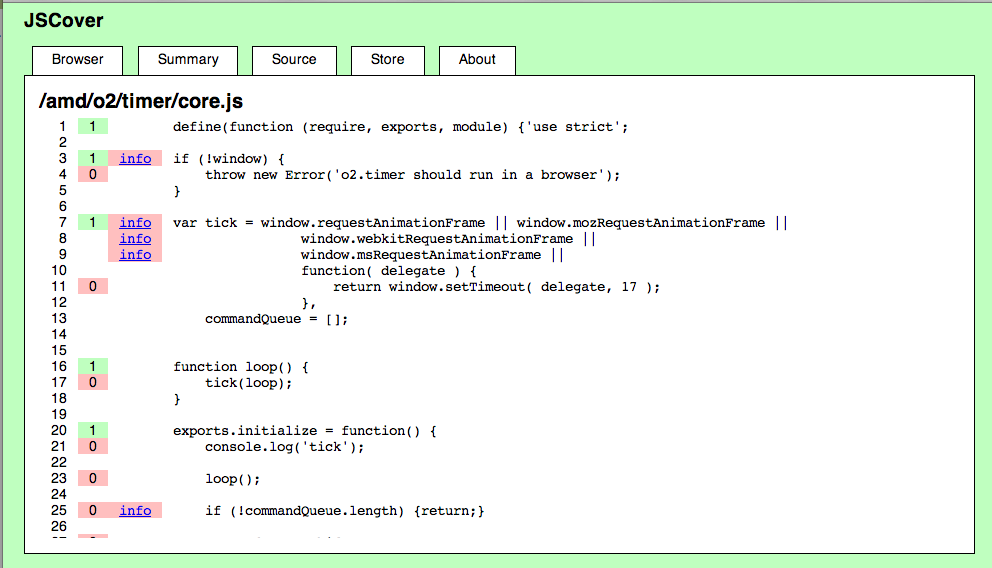 JSCover
Browser Summary Source Store About
/amd/o2/timer/core.js
1 1 define(function (require, exports, module) {'use strict';
2
3 1 info if (!window) {
4 0 throw new Error('o2.timer should run in a browser');
5 }
6
7 1 info var tick = window.requestAnimationFrame || window.mozRequestAnimationFrame ||
8 info window.webkitRequestAnimationFrame ||
9 info window.msRequestAnimationFrame ||
10 function( delegate ) {
11 0 return window.setTimeout( delegate, 17 );
12 },
13 commandQueue = [];
14
15
16 1 function loop() {
17 0 tick(loop);
18 }
19
20 1 exports.initialize = function() {
21 0 console.log('tick');
22
23 0 loop();
24
25 0 info if (!commandQueue.length) {return;}
26